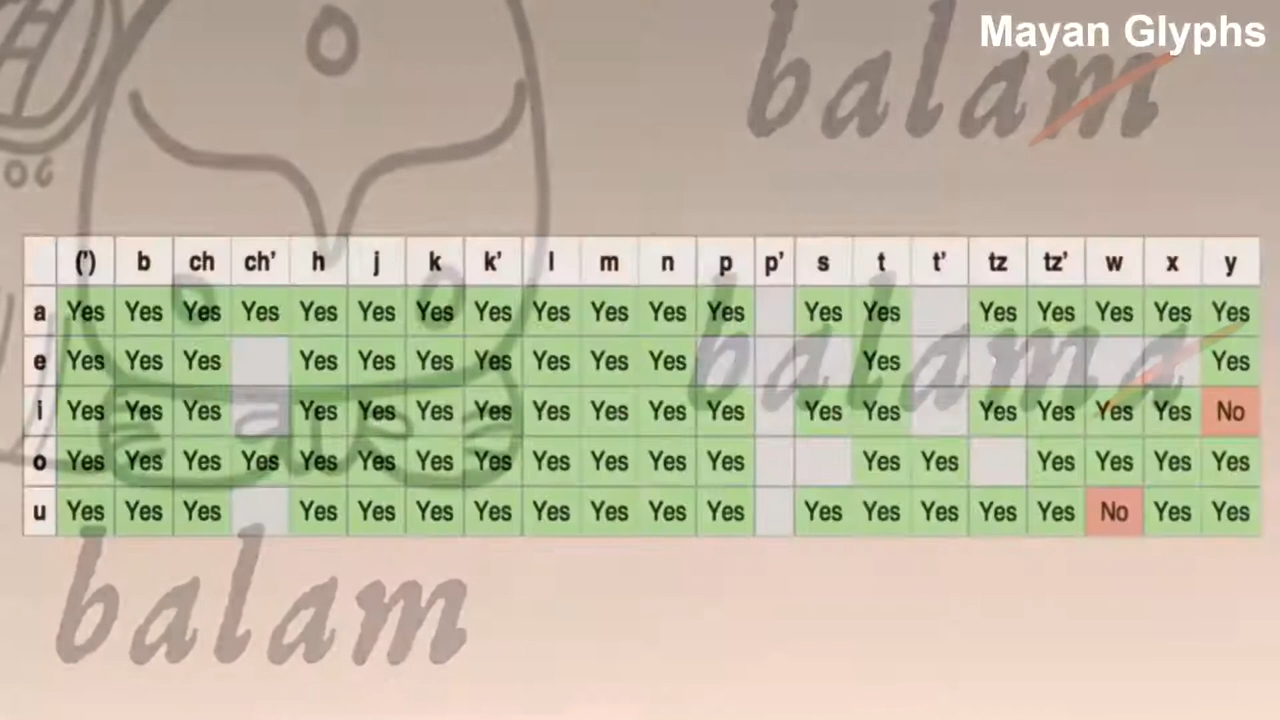 Mayan Glyphs
balam
(') b ch ch' h j k k' l m n p p' s t t' tz tz' w x y
a Yes Yes Yes Yes Yes Yes Yes Yes Yes Yes Yes Yes Yes Yes Yes Yes Yes Yes Yes
e Yes Yes Yes Yes Yes Yes Yes Yes Yes Yes Yes Yes
i Yes Yes Yes Yes Yes Yes Yes Yes Yes Yes Yes Yes Yes Yes Yes Yes Yes No
o Yes Yes Yes Yes Yes Yes Yes Yes Yes Yes Yes Yes Yes Yes Yes Yes Yes Yes
u Yes Yes Yes Yes Yes Yes Yes Yes Yes Yes Yes Yes Yes Yes Yes Yes No Yes Yes
balama
balam